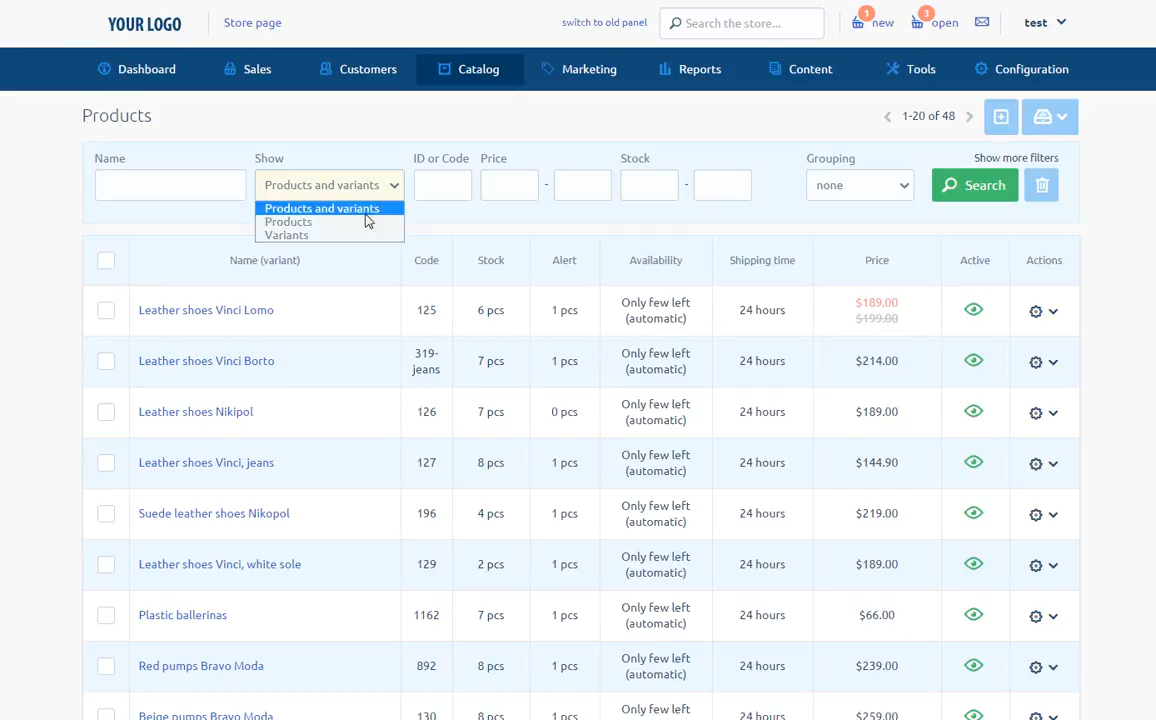 YOUR LOGO
Store page
switch to old panel
Search the store...
1
new
3
open
test
Dashboard
Sales
Customers
Catalog
Marketing
Reports
Content
Tools
Configuration
Products
1-20 of 48
Name
Show
ID or Code
Price
Stock
Grouping
Show more filters
Products and variants
-
-
none
Search
Products and variants
Products
Variants
Name (variant)
Code
Stock
Alert
Availability
Shipping time
Price
Active
Actions
Leather shoes Vinci Lomo
125
6 pcs
1 pcs
Only few left
(automatic)
24 hours
$189.00
$199.00
Leather shoes Vinci Borto
319-
jeans
7 pcs
1 pcs
Only few left
(automatic)
24 hours
$214.00
Leather shoes Nikipol
126
7 pcs
0 pcs
Only few left
(automatic)
24 hours
$189.00
Leather shoes Vinci, jeans
127
8 pcs
1 pcs
Only few left
(automatic)
24 hours
$144.90
Suede leather shoes Nikopol
196
4 pcs
1 pcs
Only few left
(automatic)
24 hours
$219.00
Leather shoes Vinci, white sole
129
2 pcs
1 pcs
Only few left
(automatic)
24 hours
$189.00
Plastic ballerinas
1162
7 pcs
1 pcs
Only few left
(automatic)
24 hours
$66.00
Red pumps Bravo Moda
892
8 pcs
1 pcs
Only few left
(automatic)
24 hours
$239.00
Beige pumps Bravo Moda
130
8 pcs
1 pcs
Only few left
24 hours
$259.00